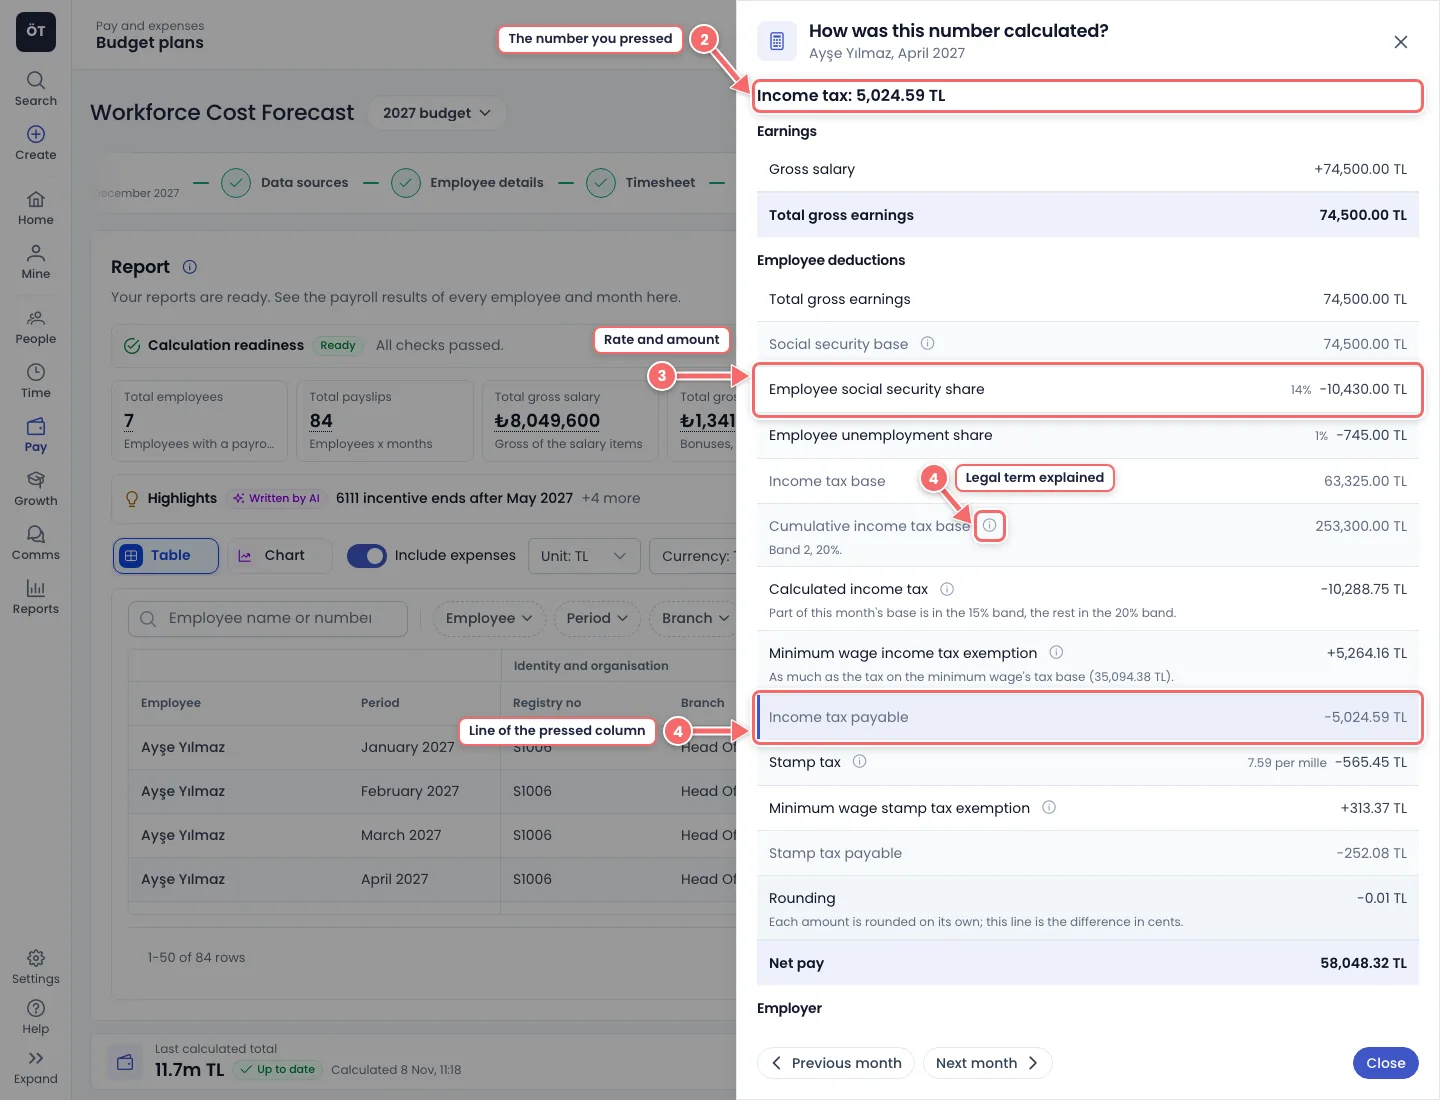 ÖT
Search
Create
Home
Mine
People
Time
Pay
Growth
Comms
Reports
Settings
Help
Expand
Pay and expenses
Budget plans
Workforce Cost Forecast
2027 budget
December 2027
Data sources
Employee details
Timesheet
Report
Your reports are ready. See the payroll results of every employee and month here.
Calculation readiness
Ready
All checks passed.
Total employees
7
Employees with a payro...
Total payslips
84
Employees x months
Total gross salary
₺8,049,600
Gross of the salary items
Total gros
₺1,341
Bonuses,
Highlights
Written by AI
6111 incentive ends after May 2027
+4 more
Table
Chart
Include expenses
Unit: TL
Currency:
Employee name or number
Employee
Period
Branch
Identity and organisation
Employee
Period
Registry no
Branch
Ayşe Yılmaz
January 2027
S1006
Head Of
Ayşe Yılmaz
February 2027
S1006
Head Of
Ayşe Yılmaz
March 2027
S1006
Head Of
Ayşe Yılmaz
April 2027
S1006
Head Of
1-50 of 84 rows
Last calculated total
11.7m TL
Up to date
Calculated 8 Nov, 11:18
The number you pressed
2
Rate and amount
3
Legal term explained
4
Line of the pressed column
4
How was this number calculated?
Ayşe Yılmaz, April 2027
Income tax: 5,024.59 TL
Earnings
Gross salary +74,500.00 TL
Total gross earnings 74,500.00 TL
Employee deductions
Total gross earnings 74,500.00 TL
Social security base 74,500.00 TL
Employee social security share 14% -10,430.00 TL
Employee unemployment share 1% -745.00 TL
Income tax base 63,325.00 TL
Cumulative income tax base 253,300.00 TL
Band 2, 20%.
Calculated income tax -10,288.75 TL
Part of this month's base is in the 15% band, the rest in the 20% band.
Minimum wage income tax exemption +5,264.16 TL
As much as the tax on the minimum wage's tax base (35,094.38 TL).
Income tax payable -5,024.59 TL
Stamp tax 7.59 per mille -565.45 TL
Minimum wage stamp tax exemption +313.37 TL
Stamp tax payable -252.08 TL
Rounding -0.01 TL
Each amount is rounded on its own; this line is the difference in cents.
Net pay 58,048.32 TL
Employer
Previous month
Next month
Close